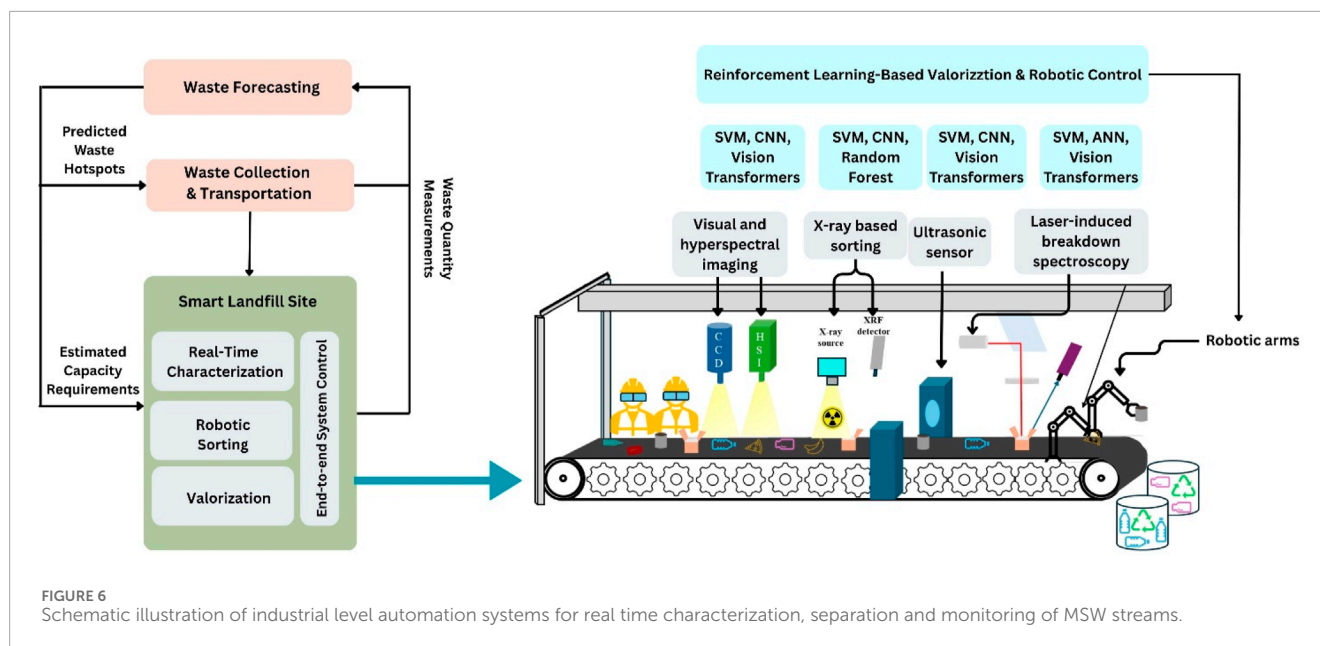 Waste Forecasting
Predicted
Waste
Hotspots
Waste Collection
& Transportation
Waste Quantity
Measurements
Smart Landfill Site
Real-Time
Characterization
Robotic
Sorting
Valorization
End-to-end System Control
Estimated
Capacity
Requirements
Reinforcement Learning-Based Valorizztion & Robotic Control
SVM, CNN,
Vision
Transformers
SVM, CNN,
Random
Forest
SVM, CNN,
Vision
Transformers
SVM, ANN,
Vision
Transformers
Visual and
hyperspectral
imaging
X-ray based
sorting
Ultrasonic
sensor
Laser-induced
breakdown
spectroscopy
CCD
HSI
X-ray
source
XRF
detector
Robotic arms
FIGURE 6
Schematic illustration of industrial level automation systems for real time characterization, separation and monitoring of MSW streams.